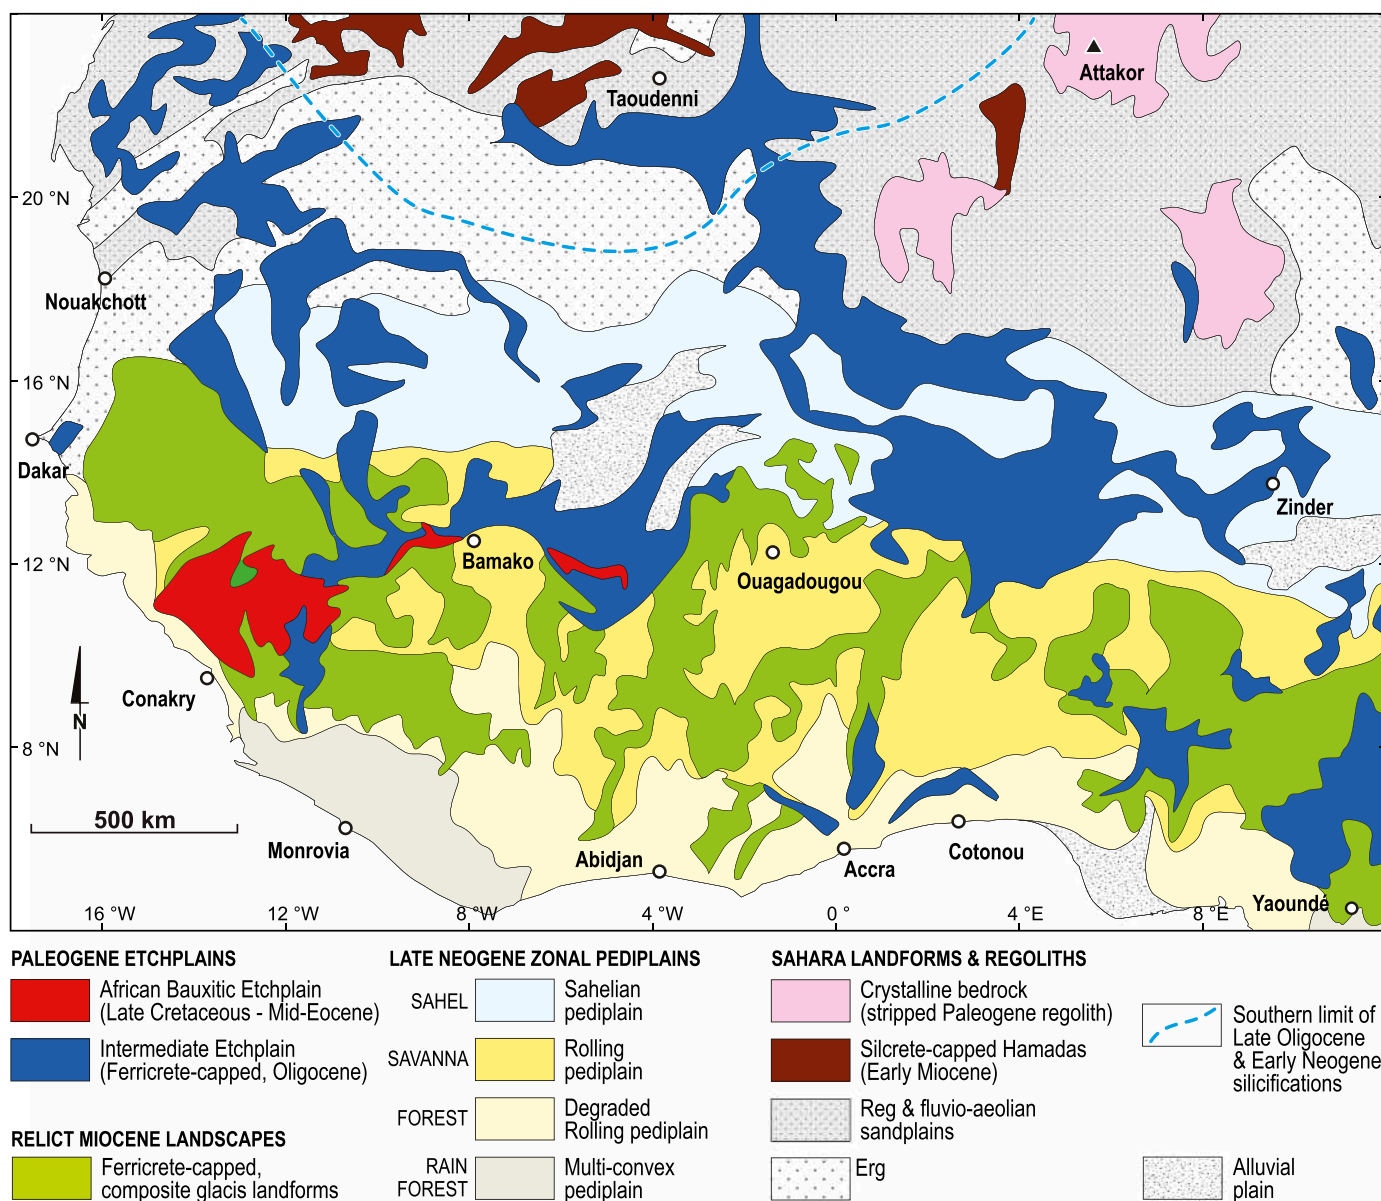 Attakor
Taoudenni
20 °N
Nouakchott
16 °N
Dakar
Zinder
12 °N
Bamako
Ouagadougou
Conakry
N
8 °N
500 km
Monrovia
Abidjan
Accra
Cotonou
Yaoundé
16 °W
12 °W
8 °W
4 °W
0 °
4 °E
8 °E
PALEOGENE ETCHPLAINS
African Bauxitic Etchplain
(Late Cretaceous - Mid-Eocene)
Intermediate Etchplain
(Ferricrete-capped, Oligocene)
RELICT MIOCENE LANDSCAPES
Ferricrete-capped,
composite glacis landforms
LATE NEOGENE ZONAL PEDIPLAINS
SAHEL
Sahelian
pediplain
SAVANNA
Rolling
pediplain
FOREST
Degraded
Rolling pediplain
RAIN
FOREST
Multi-convex
pediplain
SAHARA LANDFORMS & REGOLITHS
Crystalline bedrock
(stripped Paleogene regolith)
Silcrete-capped Hamadas
(Early Miocene)
Reg & fluvio-aeolian
sandplains
Erg
Southern limit of
Late Oligocene
& Early Neogene
silicifications
Alluvial
plain